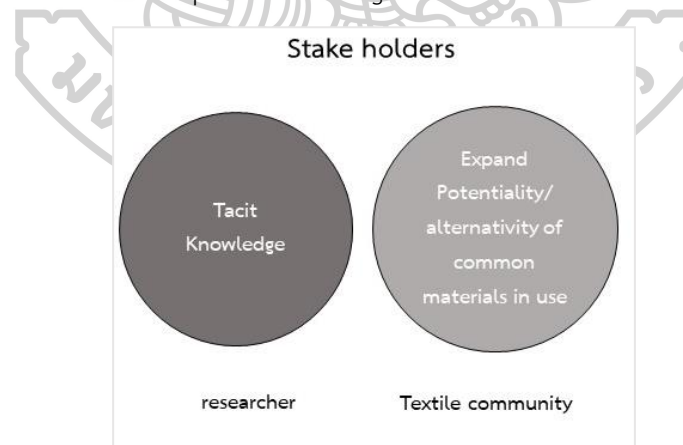 Stake holders
Tacit
Knowledge
Expand
Potentiality/
alternativity of
common
materials in use
researcher
Textile community